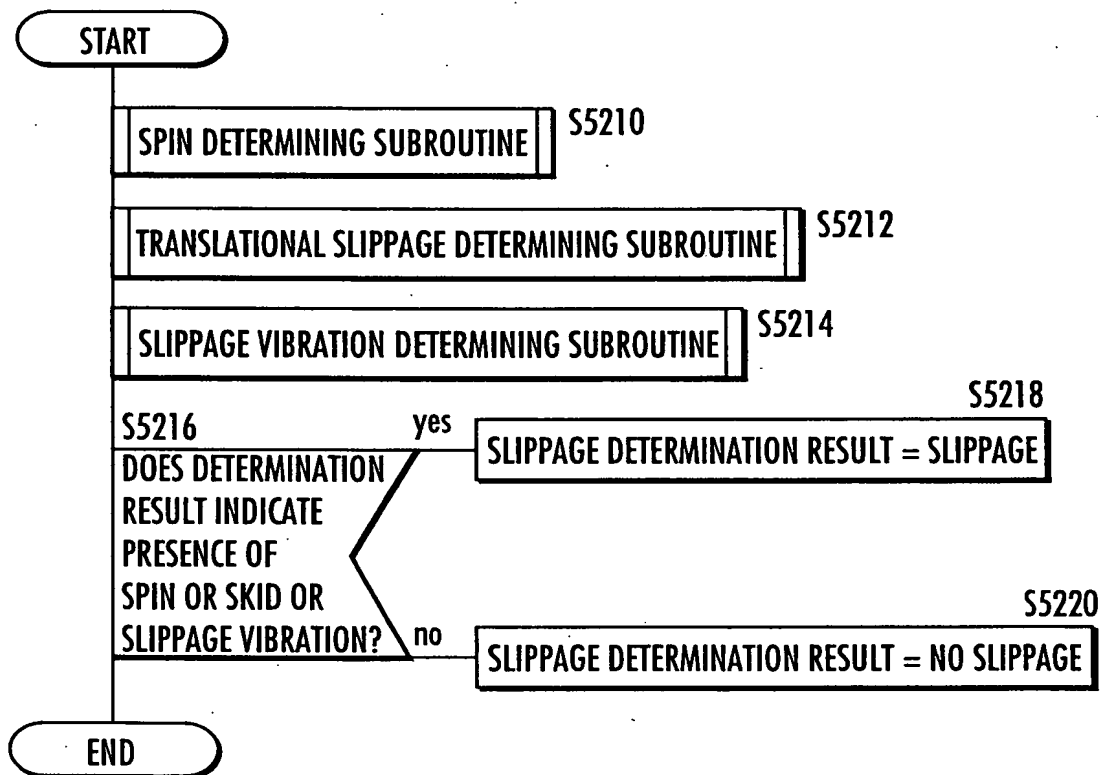 START
SPIN DETERMINING SUBROUTINE
S5210
TRANSLATIONAL SLIPPAGE DETERMINING SUBROUTINE
S5212
SLIPPAGE VIBRATION DETERMINING SUBROUTINE
S5214
S5216
DOES DETERMINATION
RESULT INDICATE
PRESENCE OF
SPIN OR SKID OR
SLIPPAGE VIBRATION?
yes
S5218
SLIPPAGE DETERMINATION RESULT = SLIPPAGE
no
S5220
SLIPPAGE DETERMINATION RESULT = NO SLIPPAGE
END